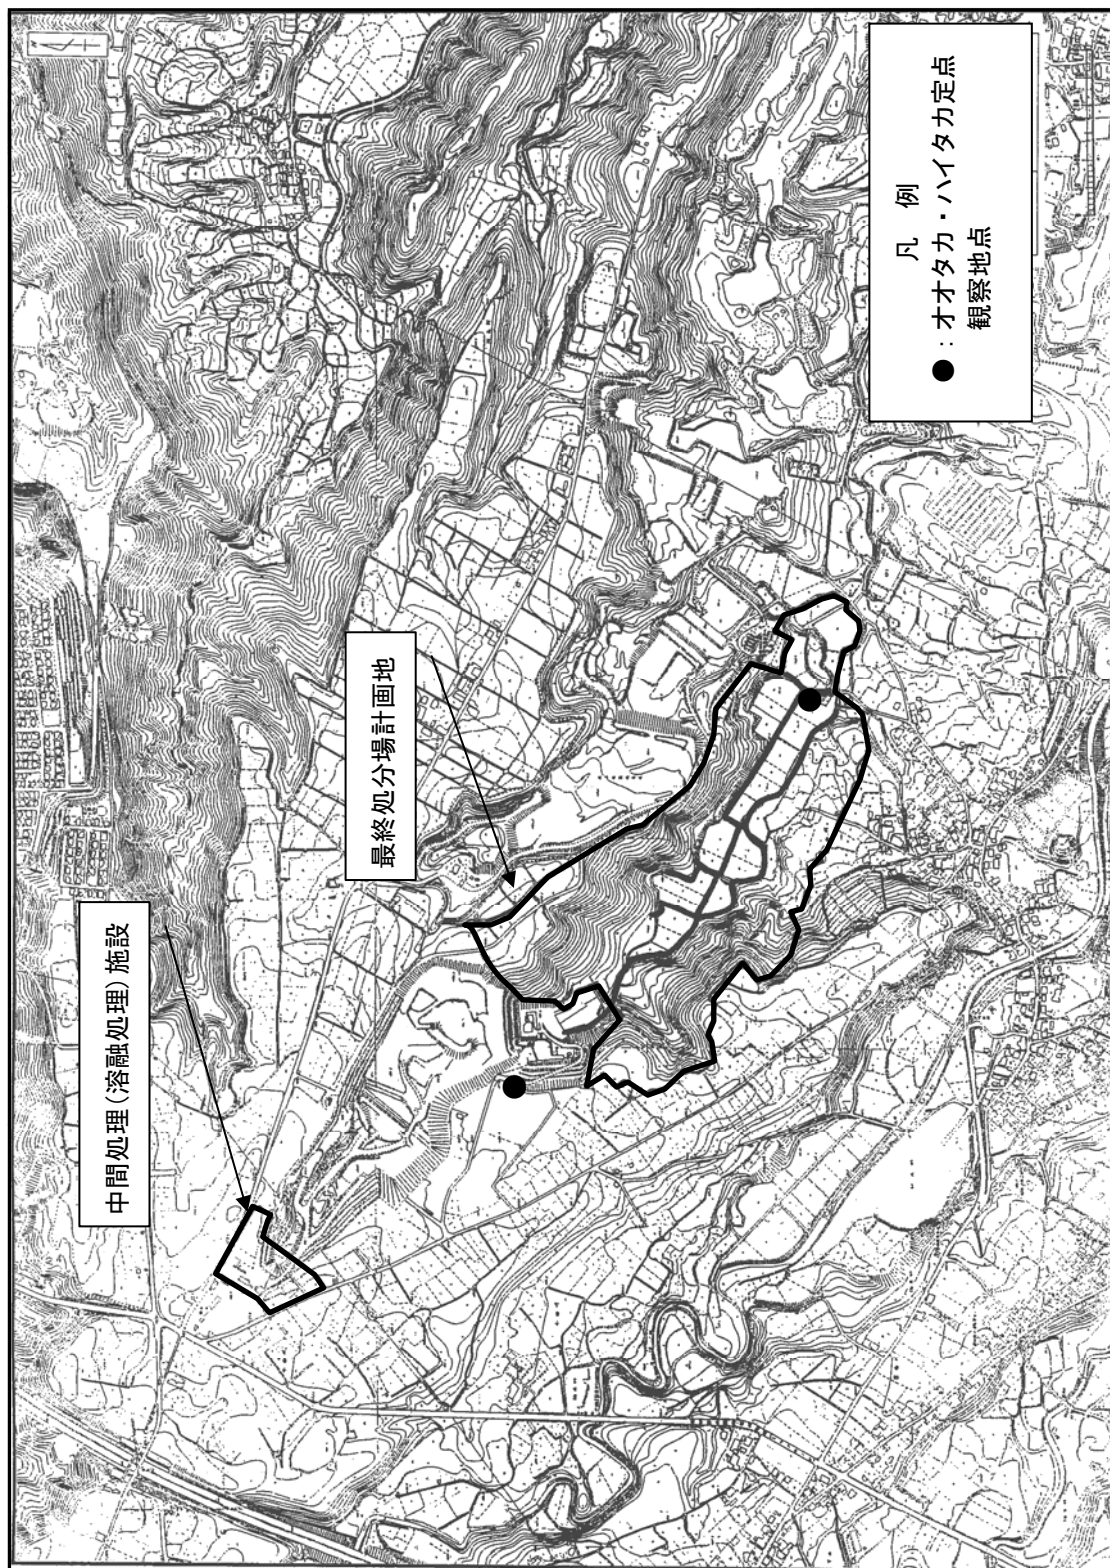 中間処理(溶融処理)施設
最終処分場計画地
凡 例
●:オオタカ・ハイタカ定点
観察地点